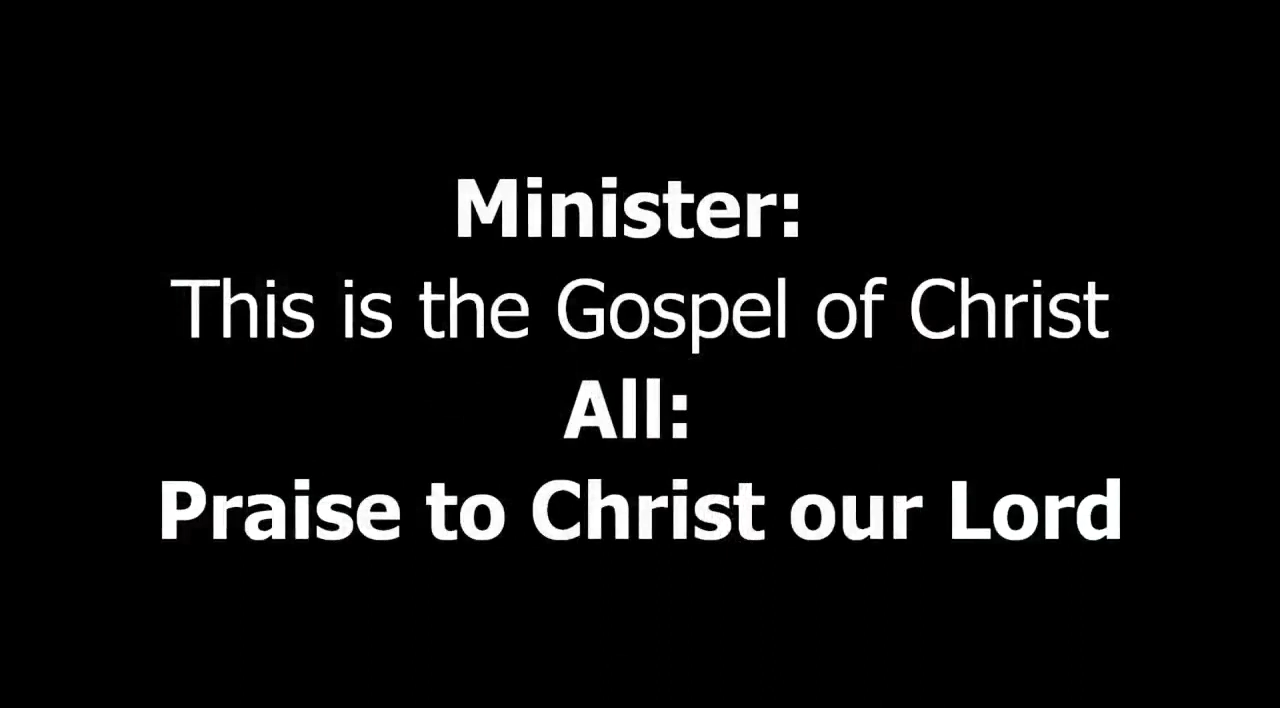 Minister:
This is the Gospel of Christ
All:
Praise to Christ our Lord